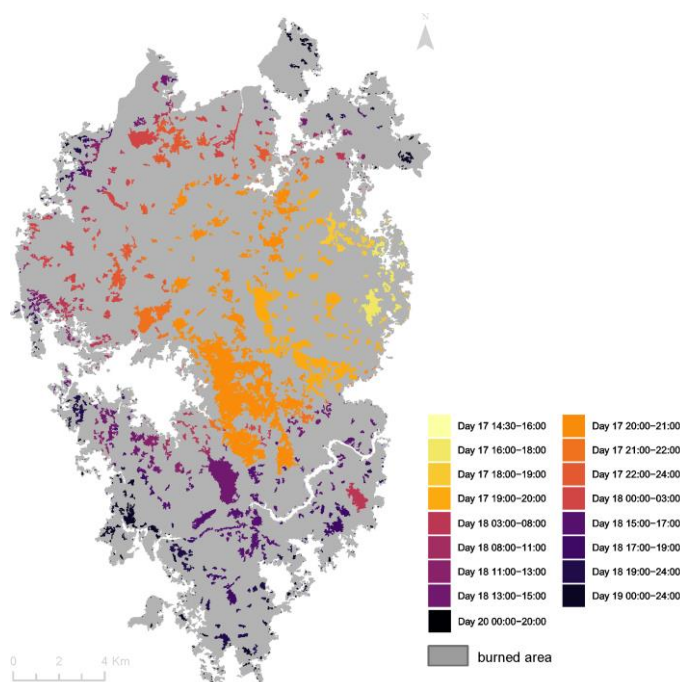 N
Day 17 14:30–16:00
Day 17 16:00–18:00
Day 17 18:00–19:00
Day 17 19:00–20:00
Day 18 03:00–08:00
Day 18 08:00–11:00
Day 18 11:00–13:00
Day 18 13:00–15:00
Day 20 00:00–20:00
Day 17 20:00–21:00
Day 17 21:00–22:00
Day 17 22:00–24:00
Day 18 00:00–03:00
Day 18 15:00–17:00
Day 18 17:00–19:00
Day 18 19:00–24:00
Day 19 00:00–24:00
burned area
0 2 4 Km